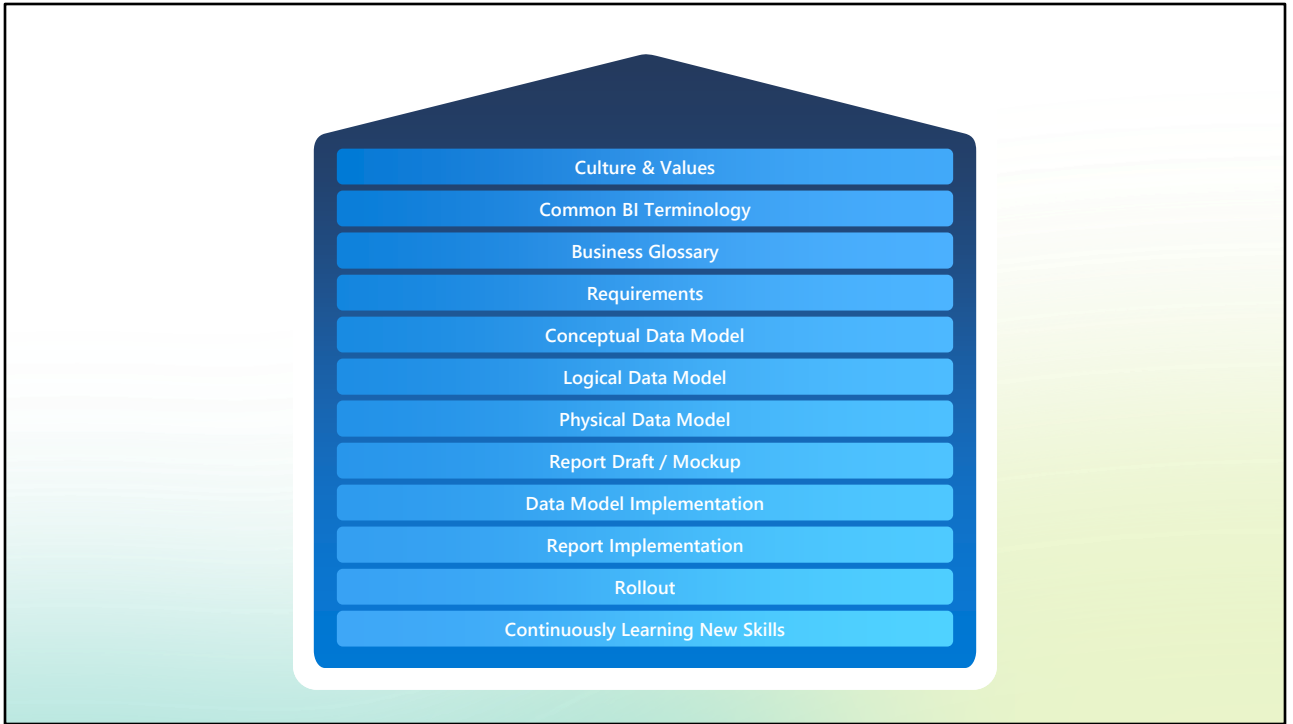 Culture & Values
Common BI Terminology
Business Glossary
Requirements
Conceptual Data Model
Logical Data Model
Physical Data Model
Report Draft / Mockup
Data Model Implementation
Report Implementation
Rollout
Continuously Learning New Skills